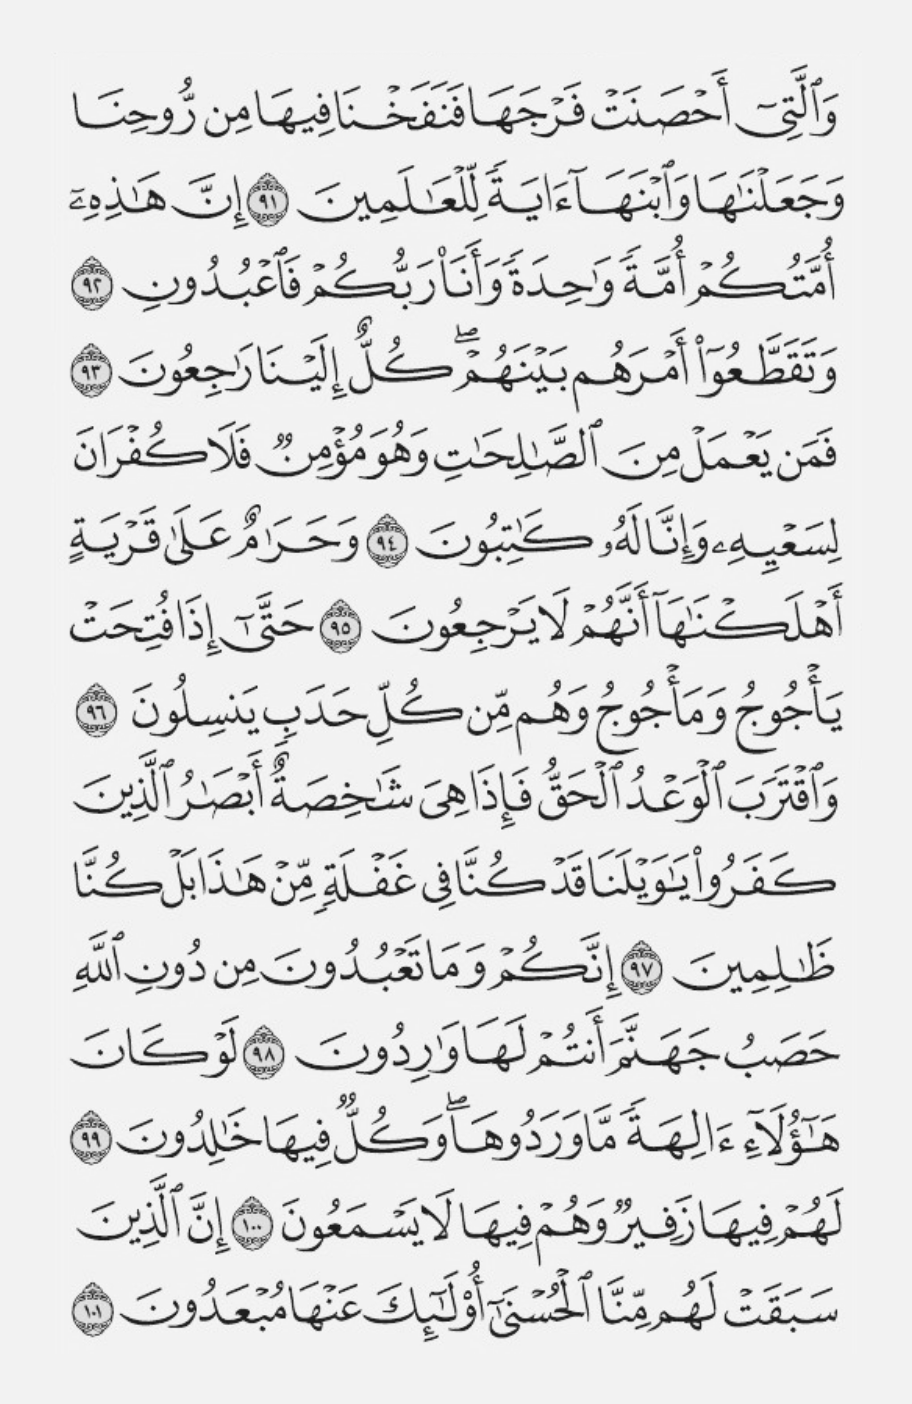 وَٱلَّتِىٓ أَحْصَنَتْ فَرْجَهَا فَنَفَخْنَا فِيهَا مِن رُّوحِنَا
وَجَعَلْنَٰهَا وَٱبْنَهَآ ءَايَةً لِّلْعَٰلَمِينَ ٩١ إِنَّ هَٰذِهِۦٓ
أُمَّتُكُمْ أُمَّةً وَٰحِدَةً وَأَنَا۠ رَبُّكُمْ فَٱعْبُدُونِ ٩٢
وَتَقَطَّعُوٓا۟ أَمْرَهُم بَيْنَهُمْ ۖ كُلٌّ إِلَيْنَا رَٰجِعُونَ ٩٣
فَمَن يَعْمَلْ مِنَ ٱلصَّٰلِحَٰتِ وَهُوَ مُؤْمِنٌ فَلَا كُفْرَانَ
لِسَعْيِهِۦ وَإِنَّا لَهُۥ كَٰتِبُونَ ٩٤ وَحَرَٰمٌ عَلَىٰ قَرْيَةٍ
أَهْلَكْنَٰهَآ أَنَّهُمْ لَا يَرْجِعُونَ ٩٥ حَتَّىٰٓ إِذَا فُتِحَتْ
يَأْجُوجُ وَمَأْجُوجُ وَهُم مِّن كُلِّ حَدَبٍ يَنسِلُونَ ٩٦
وَٱقْتَرَبَ ٱلْوَعْدُ ٱلْحَقُّ فَإِذَا هِىَ شَٰخِصَةٌ أَبْصَٰرُ ٱلَّذِينَ
كَفَرُوا۟ يَٰوَيْلَنَا قَدْ كُنَّا فِى غَفْلَةٍ مِّنْ هَٰذَا بَلْ كُنَّا
ظَٰلِمِينَ ٩٧ إِنَّكُمْ وَمَا تَعْبُدُونَ مِن دُونِ ٱللَّهِ
حَصَبُ جَهَنَّمَ أَنتُمْ لَهَا وَٰرِدُونَ ٩٨ لَوْ كَانَ
هَٰٓؤُلَآءِ ءَالِهَةً مَّا وَرَدُوهَا ۖ وَكُلٌّ فِيهَا خَٰلِدُونَ ٩٩
لَهُمْ فِيهَا زَفِيرٌ وَهُمْ فِيهَا لَا يَسْمَعُونَ ١٠٠ إِنَّ ٱلَّذِينَ
سَبَقَتْ لَهُم مِّنَّا ٱلْحُسْنَىٰٓ أُو۟لَٰٓئِكَ عَنْهَا مُبْعَدُونَ ١٠١